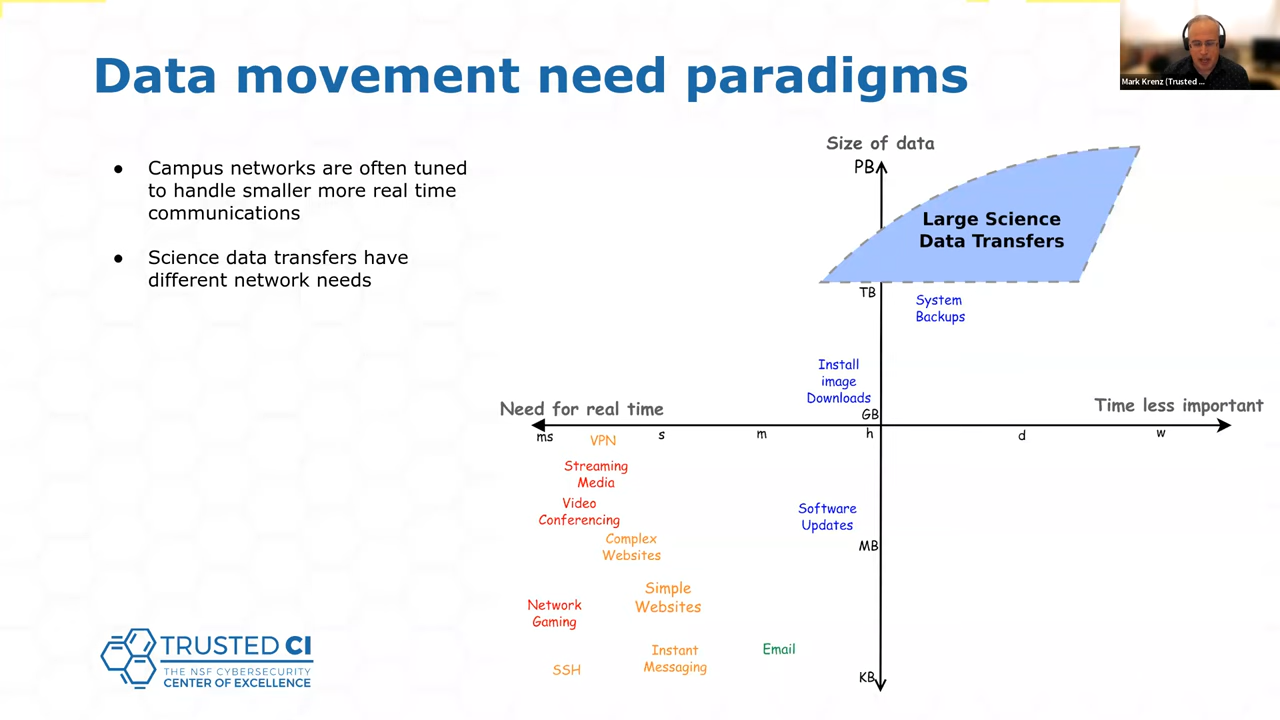 Data movement need paradigms
Mark Krenz (Trusted ...
● Campus networks are often tuned
to handle smaller more real time
communications
● Science data transfers have
different network needs
Size of data
PB
Large Science
Data Transfers
TB
System
Backups
Install
image
Downloads
GB
Need for real time
Time less important
ms
VPN
s
m
h
d
w
Streaming
Media
Video
Conferencing
Software
Updates
Complex
Websites
MB
Simple
Websites
Network
Gaming
Instant
Messaging
Email
SSH
KB
TRUSTED CI
THE NSF CYBERSECURITY
CENTER OF EXCELLENCE